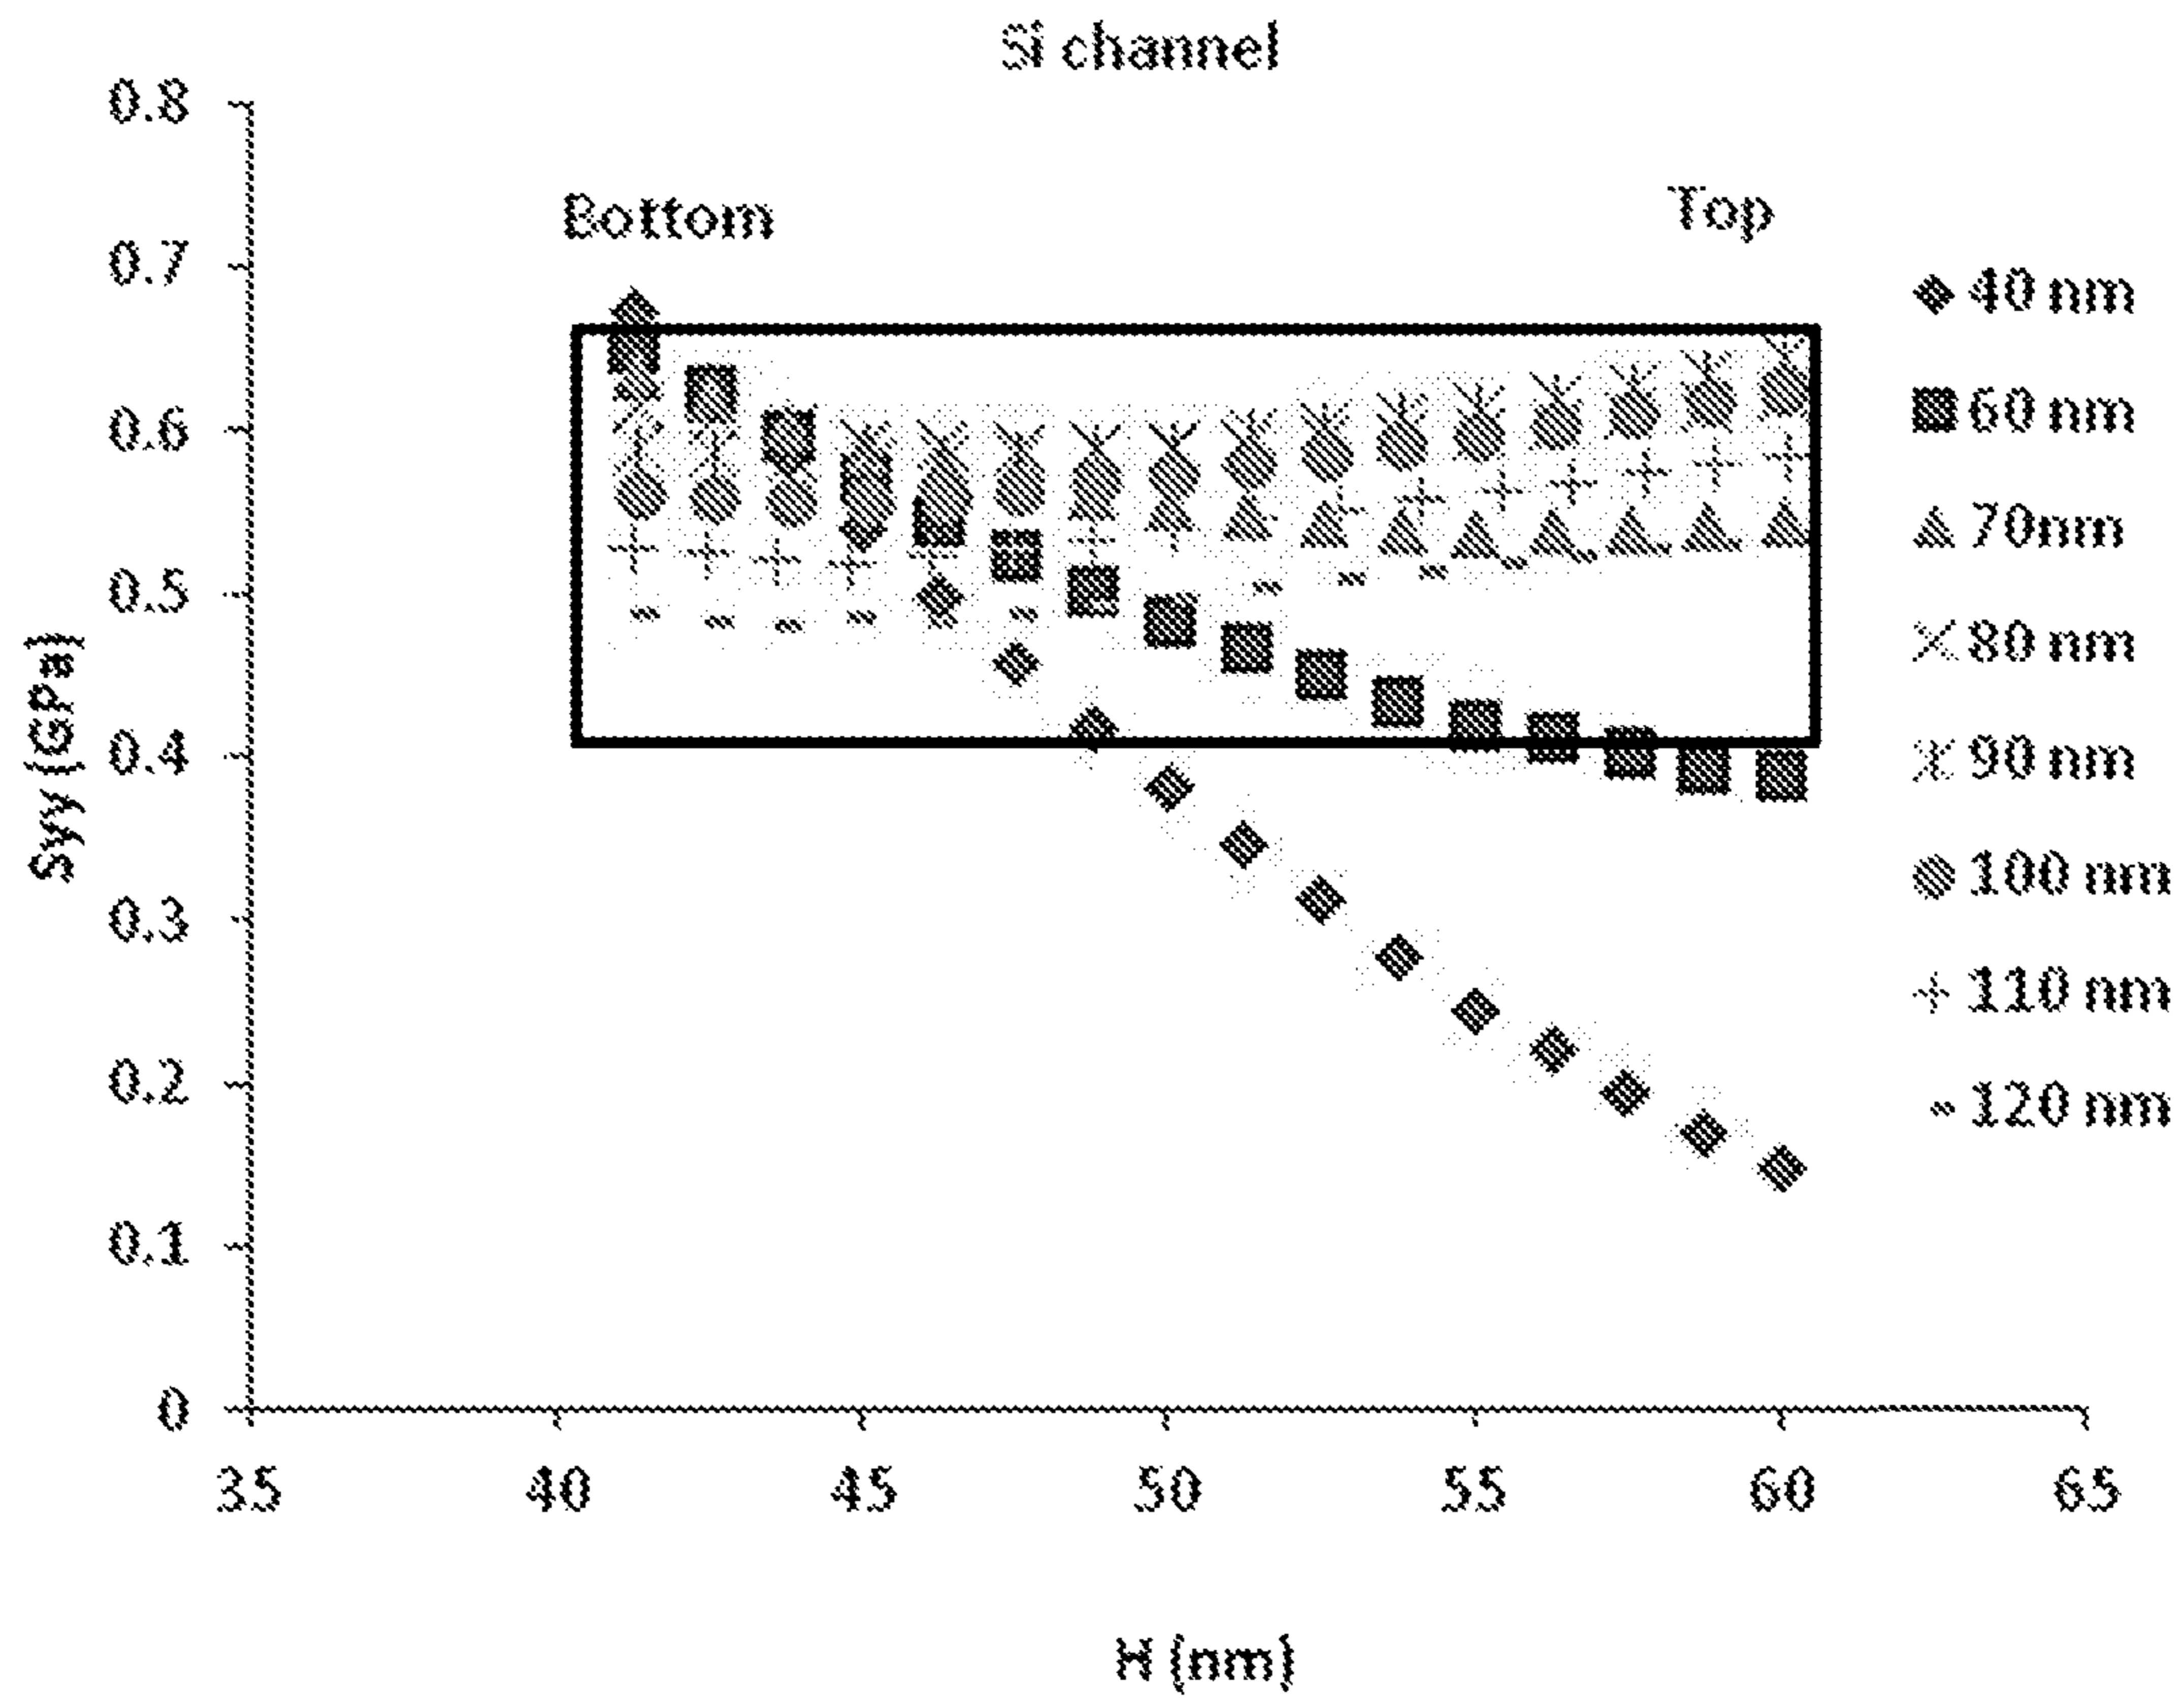 Si channel
0.8
0.7
0.6
0.5
0.4
0.3
0.2
0.1
0
Syy (GPa)
Bottom
Top
40 nm
60 nm
70nm
80 nm
90 nm
100 nm
110 nm
120 nm
35 40 45 50 55 60 65
H (nm)